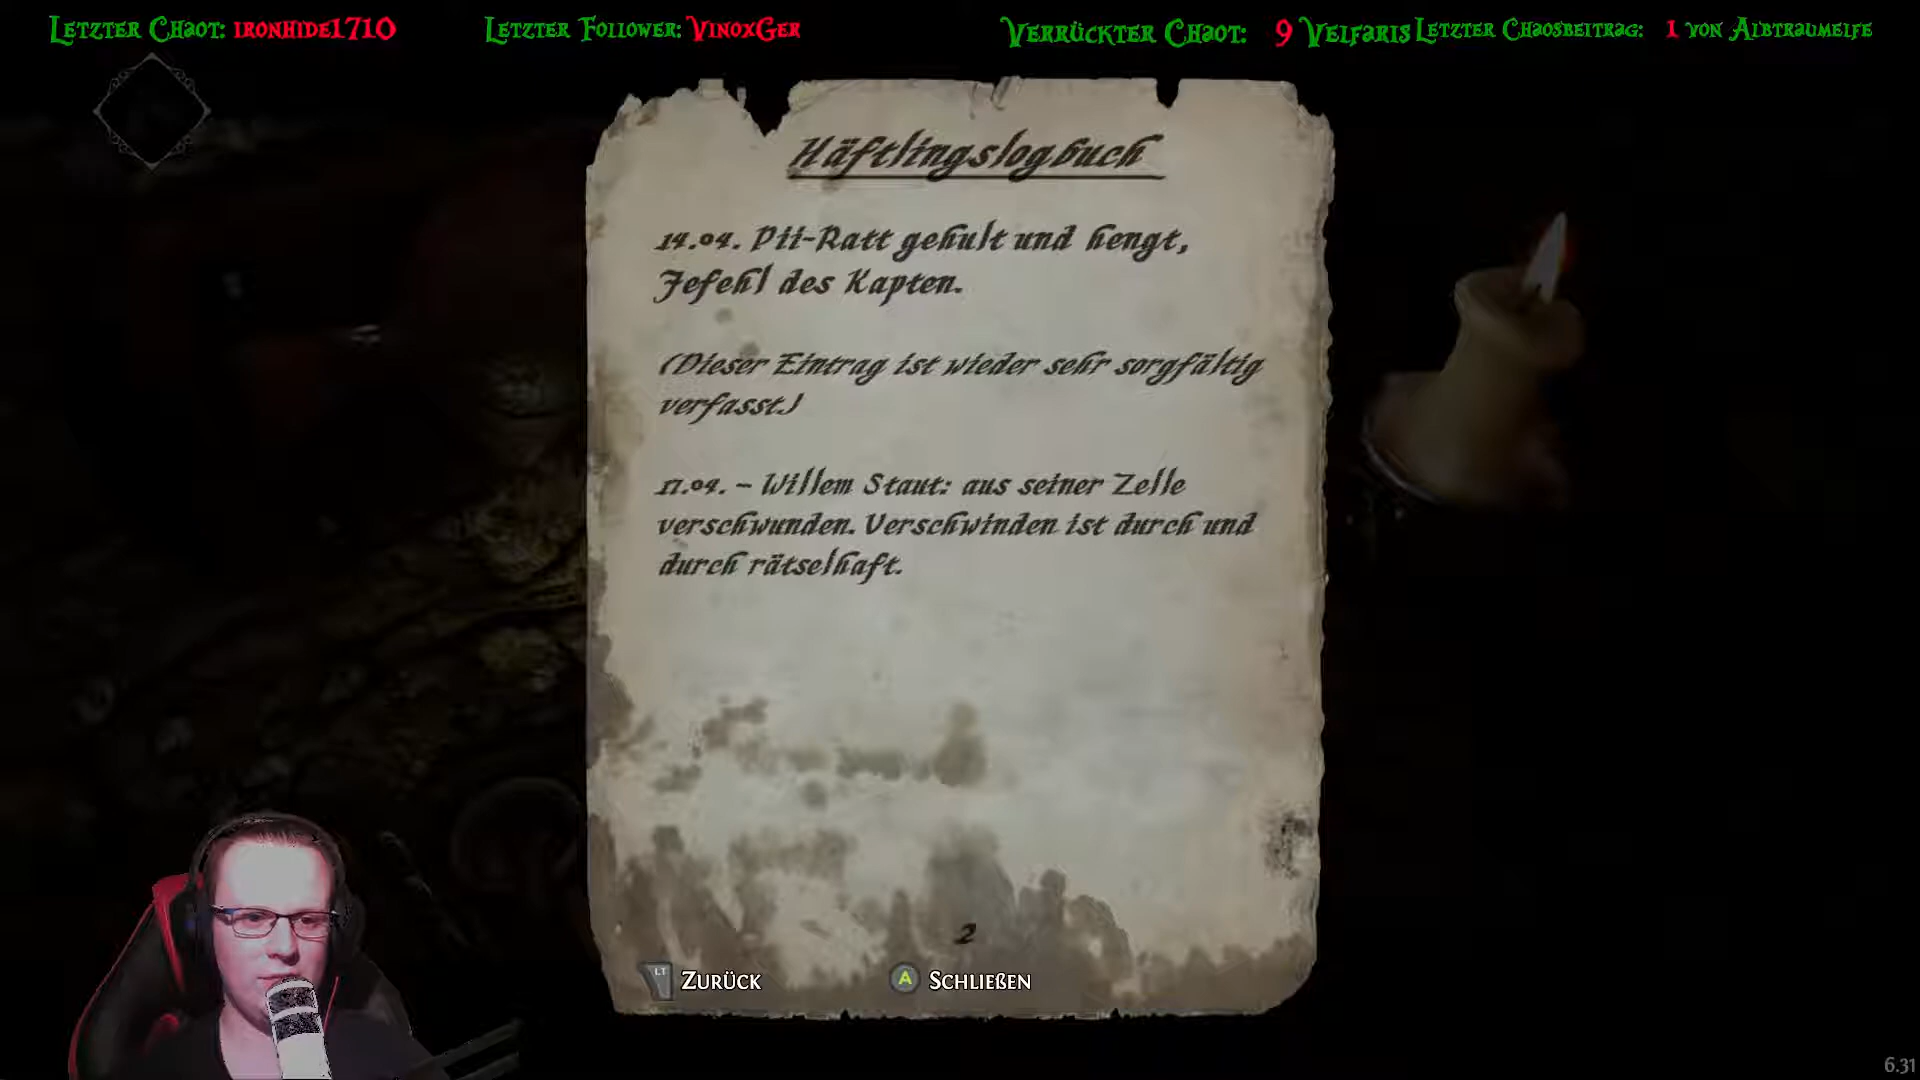 Letzter Chaot: ironhide1710 Letzter Follower: VinoxGer Verrückter Chaot: 9 Velfaris Letzter Chaosbeitrag: 1 von Albtraumelfe
Häftlingslogbuch
14.04. Pii-Ratt gehult und hengt,
Jefehl des Kapten.
(Dieser Eintrag ist wieder sehr sorgfältig
verfasst.)
17.04. – Willem Staut: aus seiner Zelle
verschwunden. Verschwinden ist durch und
durch rätselhaft.
2
LT Zurück A Schließen
6.31